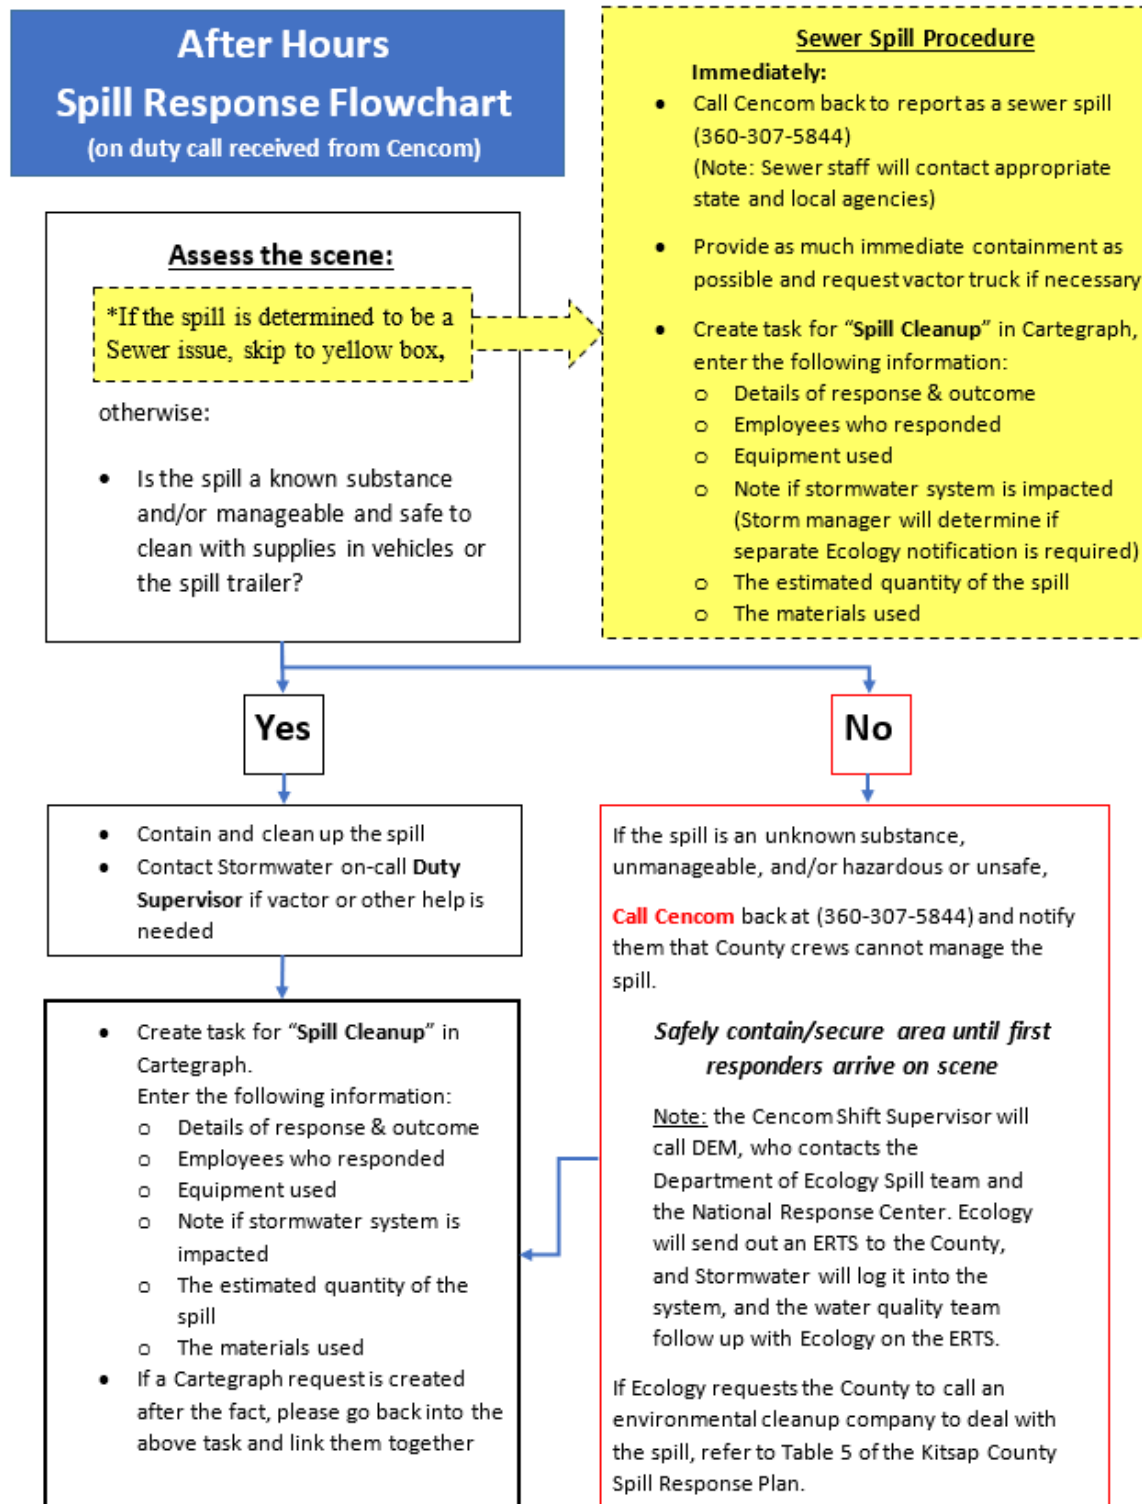 After Hours
Spill Response Flowchart
(on duty call received from Cencom)
Sewer Spill Procedure
Immediately:
• Call Cencom back to report as a sewer spill
(360-307-5844)
(Note: Sewer staff will contact appropriate
state and local agencies)
• Provide as much immediate containment as
possible and request vactor truck if necessary
• Create task for “Spill Cleanup” in Cartegraph,
enter the following information:
o Details of response & outcome
o Employees who responded
o Equipment used
o Note if stormwater system is impacted
(Storm manager will determine if
separate Ecology notification is required)
o The estimated quantity of the spill
o The materials used
Assess the scene:
*If the spill is determined to be a
Sewer issue, skip to yellow box,
otherwise:
• Is the spill a known substance
and/or manageable and safe to
clean with supplies in vehicles or
the spill trailer?
Yes
No
• Contain and clean up the spill
• Contact Stormwater on-call Duty
Supervisor if vactor or other help is
needed
• Create task for “Spill Cleanup” in
Cartegraph.
Enter the following information:
o Details of response & outcome
o Employees who responded
o Equipment used
o Note if stormwater system is
impacted
o The estimated quantity of the
spill
o The materials used
• If a Cartegraph request is created
after the fact, please go back into the
above task and link them together
If the spill is an unknown substance,
unmanageable, and/or hazardous or unsafe,
Call Cencom back at (360-307-5844) and notify
them that County crews cannot manage the
spill.
Safely contain/secure area until first
responders arrive on scene
Note: the Cencom Shift Supervisor will
call DEM, who contacts the
Department of Ecology Spill team and
the National Response Center. Ecology
will send out an ERTS to the County,
and Stormwater will log it into the
system, and the water quality team
follow up with Ecology on the ERTS.
If Ecology requests the County to call an
environmental cleanup company to deal with
the spill, refer to Table 5 of the Kitsap County
Spill Response Plan.